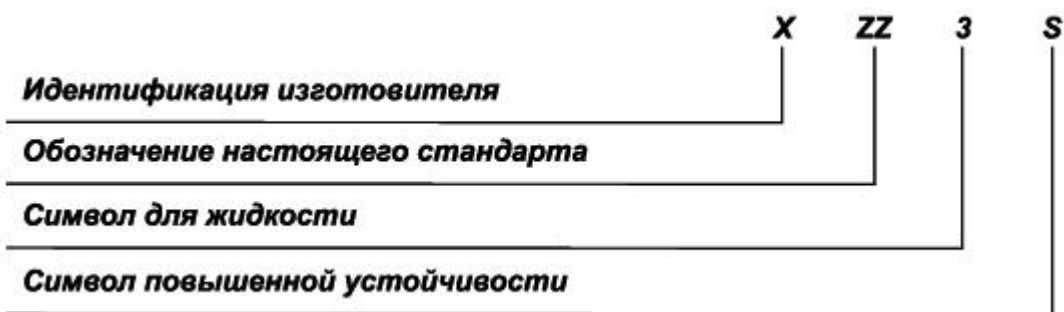 X ZZ 3 S
Идентификация изготовителя
Обозначение настоящего стандарта
Символ для жидкости
Символ повышенной устойчивости